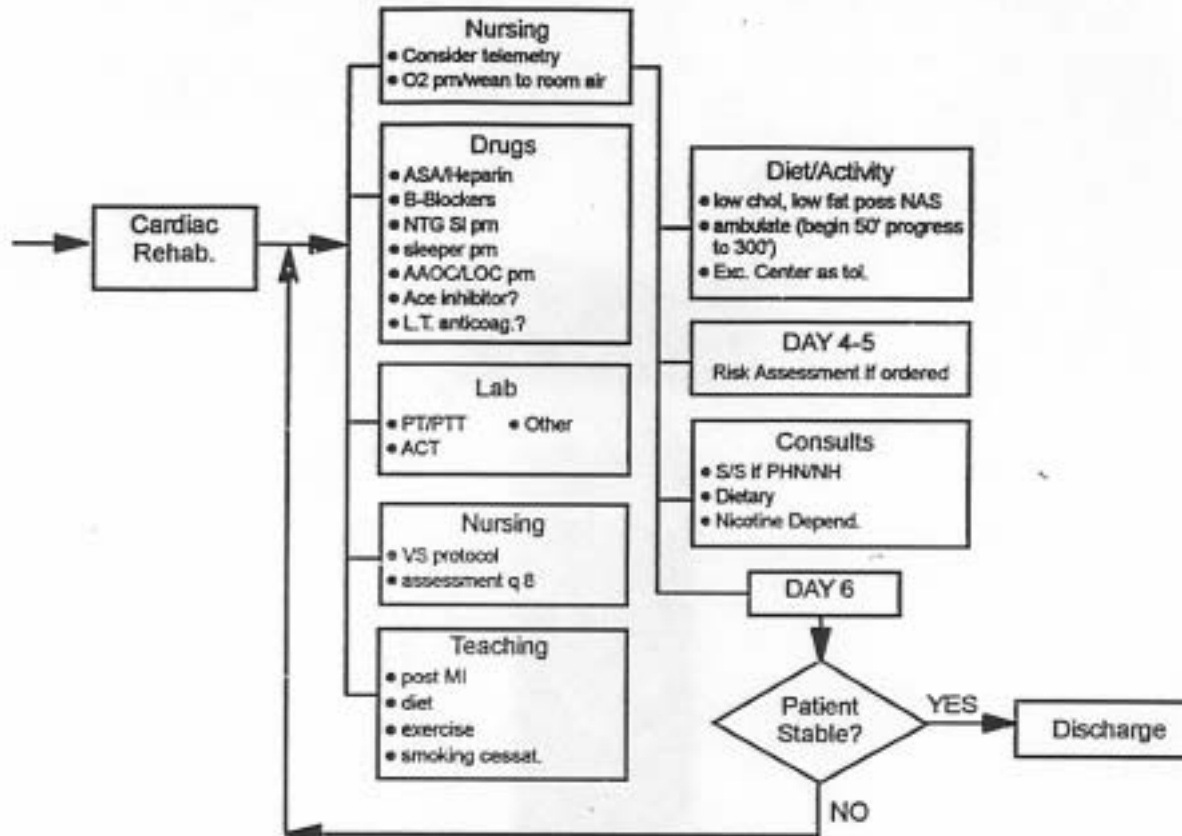 Cardiac
Rehab.
Nursing
• Consider telemetry
• O2 prn/wean to room air
Drugs
• ASA/Heparin
• B-Blockers
• NTG Sl prn
• sleeper prn
• AAOC/LOC prn
• Ace inhibitor?
• L.T. anticoag.?
Lab
• PT/PTT • Other
• ACT
Nursing
• VS protocol
• assessment q 8
Teaching
• post MI
• diet
• exercise
• smoking cessat.
Diet/Activity
• low chol, low fat poss NAS
• ambulate (begin 50' progress
to 300')
• Exc. Center as tol.
DAY 4-5
Risk Assessment if ordered
Consults
• S/S if PHN/NH
• Dietary
• Nicotine Depend.
DAY 6
Patient
Stable?
YES
Discharge
NO